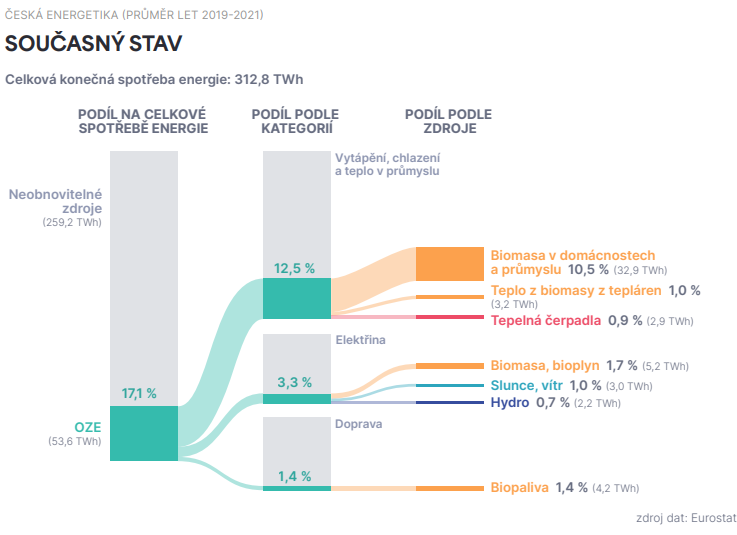 ČESKÁ ENERGETIKA (PRŮMĚR LET 2019-2021)
SOUČASNÝ STAV
Celková konečná spotřeba energie: 312,8 TWh
PODÍL NA CELKOVÉ
SPOTŘEBĚ ENERGIE
PODÍL PODLE
KATEGORIÍ
PODÍL PODLE
ZDROJE
Neobnovitelné
zdroje
(259,2 TWh)
17,1 %
OZE
(53,6 TWh)
Vytápění, chlazení
a teplo v průmyslu
12,5 %
Elektřina
3,3 %
Doprava
1,4 %
Biomasa v domácnostech
a průmyslu 10,5 % (32,9 TWh)
Teplo z biomasy z tepláren 1,0 %
(3,2 TWh)
Tepelná čerpadla 0,9 % (2,9 TWh)
Biomasa, bioplyn 1,7 % (5,2 TWh)
Slunce, vítr 1,0 % (3,0 TWh)
Hydro 0,7 % (2,2 TWh)
Biopaliva 1,4 % (4,2 TWh)
zdroj dat: Eurostat